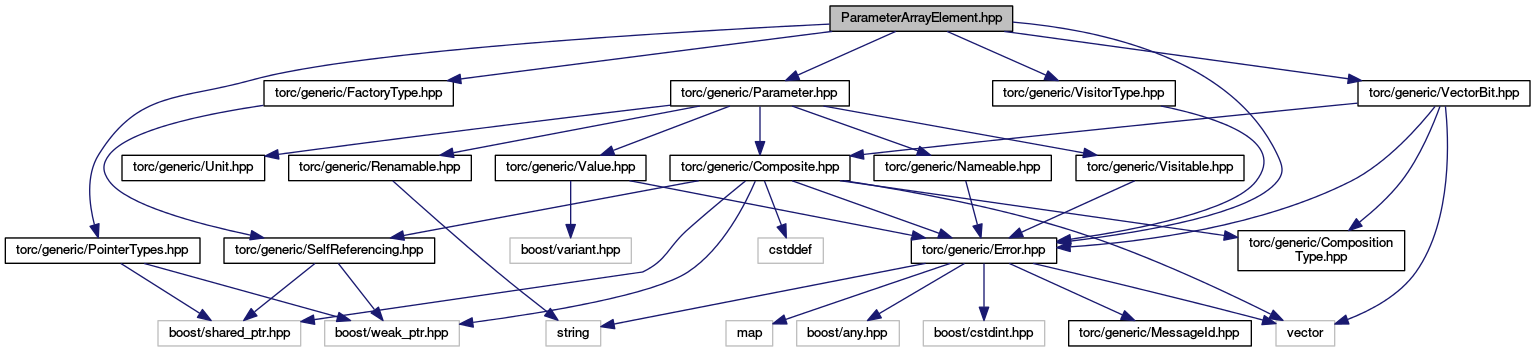 ParameterArrayElement.hpp
torc/generic/FactoryType.hpp
torc/generic/Parameter.hpp
torc/generic/VisitorType.hpp
torc/generic/VectorBit.hpp
torc/generic/Unit.hpp
torc/generic/Renamable.hpp
torc/generic/Value.hpp
torc/generic/Composite.hpp
torc/generic/Nameable.hpp
torc/generic/Visitable.hpp
torc/generic/PointerTypes.hpp
torc/generic/SelfReferencing.hpp
boost/variant.hpp
cstddef
torc/generic/Error.hpp
torc/generic/Composition
Type.hpp
boost/shared_ptr.hpp
boost/weak_ptr.hpp
string
map
boost/any.hpp
boost/cstdint.hpp
torc/generic/MessageId.hpp
vector